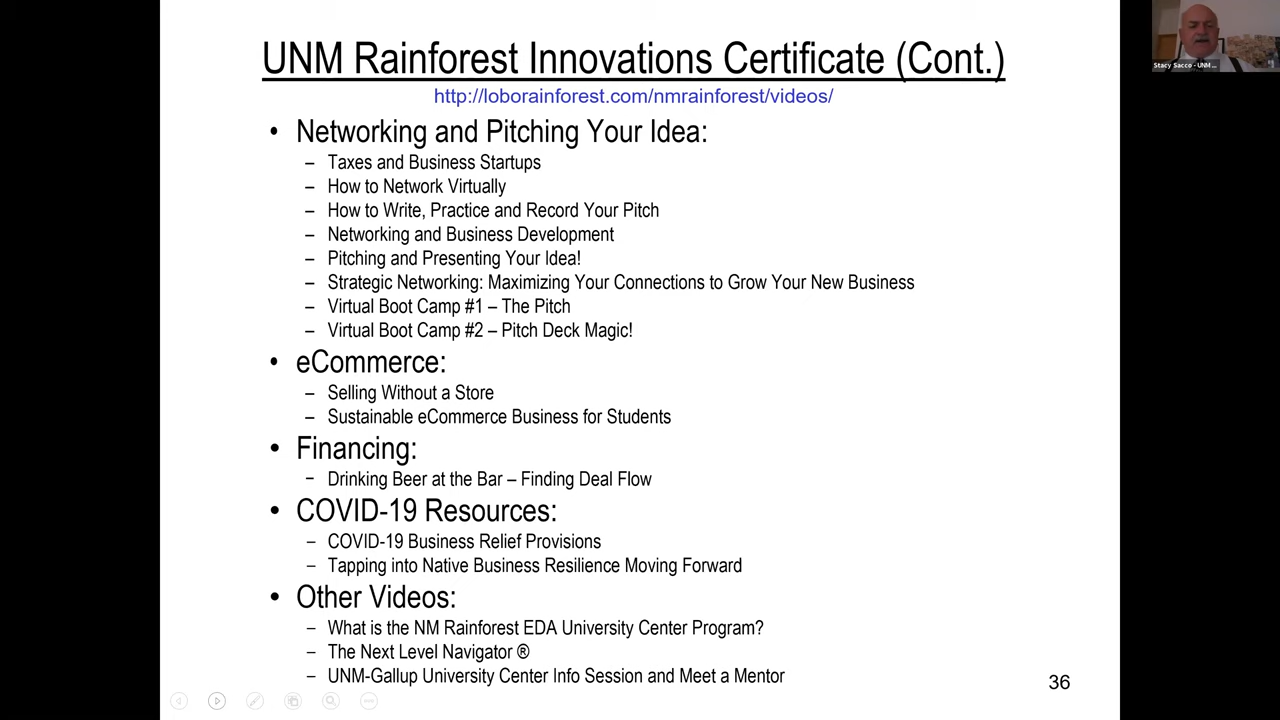 UNM Rainforest Innovations Certificate (Cont.)
http://loborainforest.com/nmrainforest/videos/
• Networking and Pitching Your Idea:
– Taxes and Business Startups
– How to Network Virtually
– How to Write, Practice and Record Your Pitch
– Networking and Business Development
– Pitching and Presenting Your Idea!
– Strategic Networking: Maximizing Your Connections to Grow Your New Business
– Virtual Boot Camp #1 – The Pitch
– Virtual Boot Camp #2 – Pitch Deck Magic!
• eCommerce:
– Selling Without a Store
– Sustainable eCommerce Business for Students
• Financing:
– Drinking Beer at the Bar – Finding Deal Flow
• COVID-19 Resources:
– COVID-19 Business Relief Provisions
– Tapping into Native Business Resilience Moving Forward
• Other Videos:
– What is the NM Rainforest EDA University Center Program?
– The Next Level Navigator ®
– UNM-Gallup University Center Info Session and Meet a Mentor
36
Stacy Sacco - UNM ...